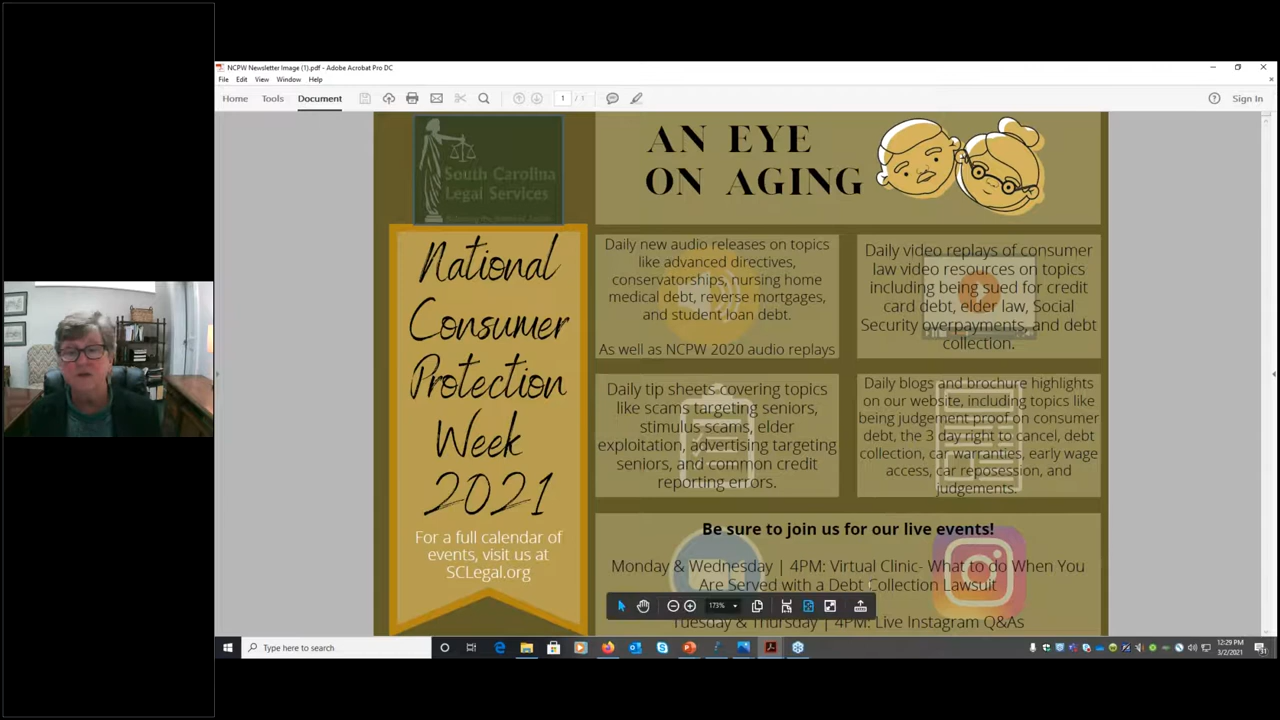 NCPW Newsletter Image (1).pdf - Adobe Acrobat Pro DC
File Edit View Window Help
Home Tools Document 1 / 1 Sign In
South Carolina
Legal Services
AN EYE
ON AGING
National
Consumer
Protection
Week
2021
For a full calendar of
events, visit us at
SCLegal.org
Daily new audio releases on topics
like advanced directives,
conservatorships, nursing home
medical debt, reverse mortgages,
and student loan debt.
As well as NCPW 2020 audio replays
Daily video replays of consumer
law video resources on topics
including being sued for credit
card debt, elder law, Social
Security overpayments, and debt
collection.
Daily tip sheets covering topics
like scams targeting seniors,
stimulus scams, elder
exploitation, advertising targeting
seniors, and common credit
reporting errors.
Daily blogs and brochure highlights
on our website, including topics like
being judgement proof on consumer
debt, the 3 day right to cancel, debt
collection, car warranties, early wage
access, car reposession, and
judgements.
Be sure to join us for our live events!
Monday & Wednesday | 4PM: Virtual Clinic- What to do When You
Are Served with a Debt Collection Lawsuit
173%
Tuesday & Thursday | 4PM: Live Instagram Q&As
Type here to search
12:29 PM
3/2/2021